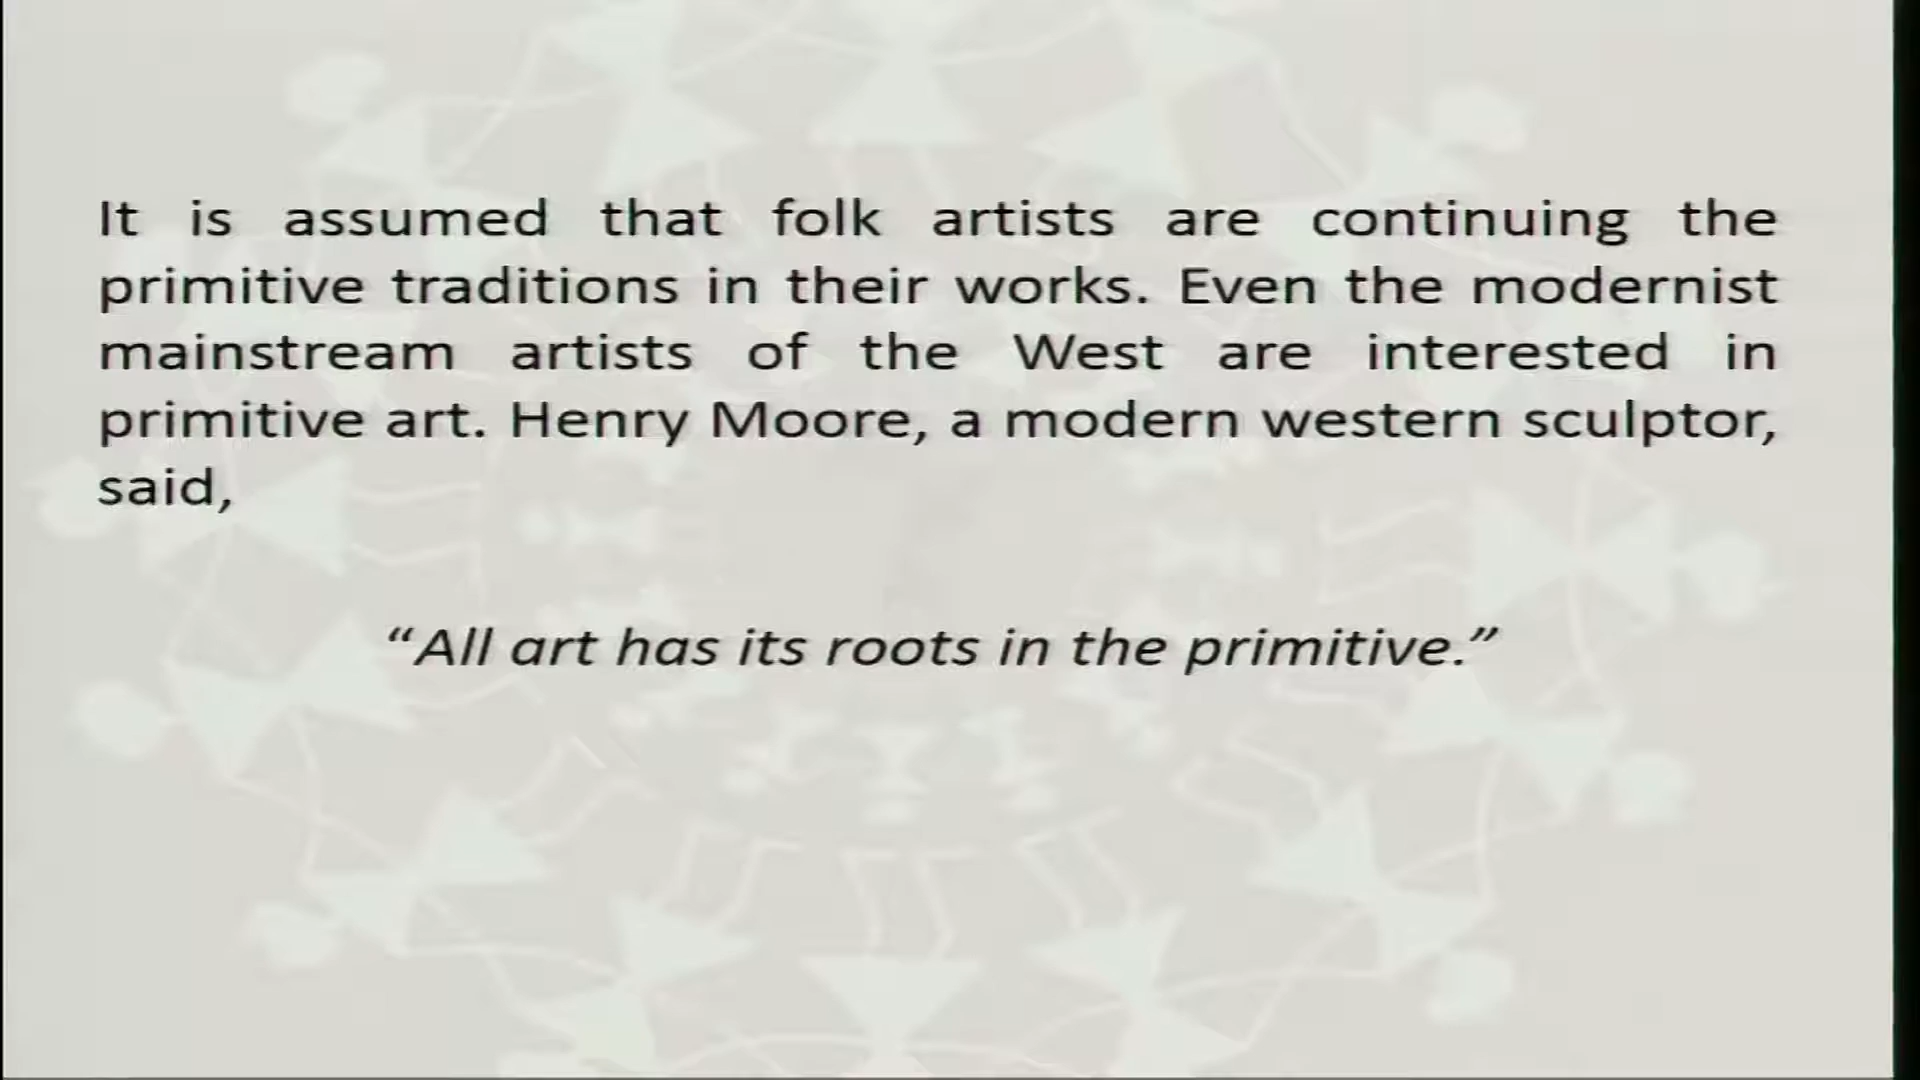 It is assumed that folk artists are continuing the
primitive traditions in their works. Even the modernist
mainstream artists of the West are interested in
primitive art. Henry Moore, a modern western sculptor,
said,
“All art has its roots in the primitive.”